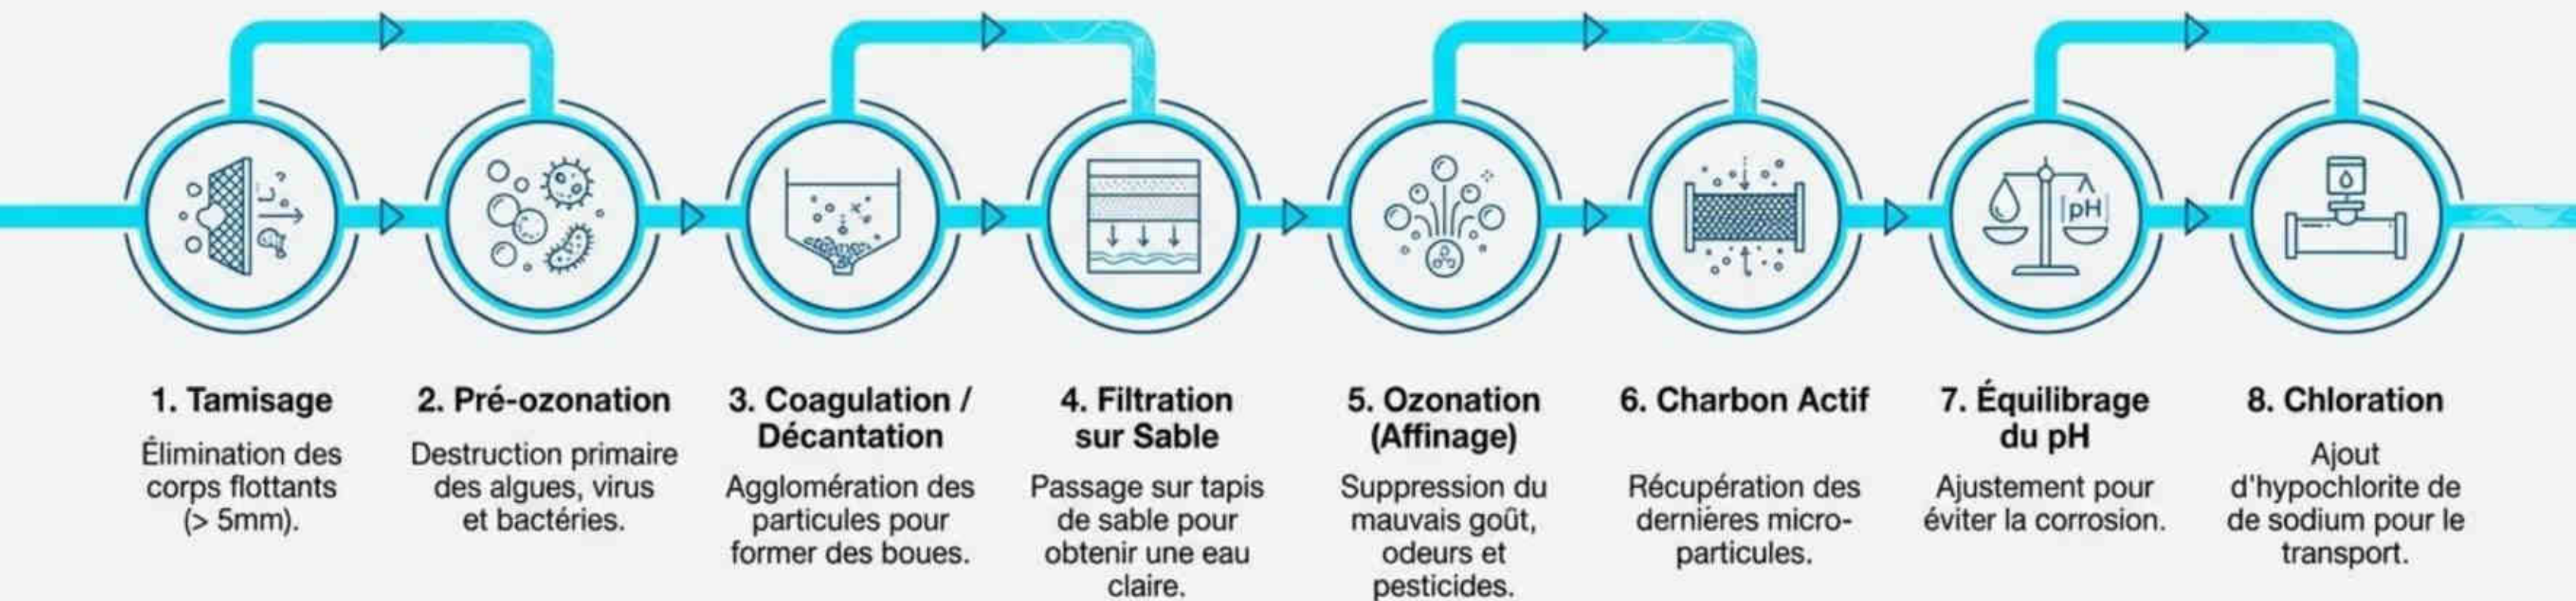 pH
1. Tamisage
Élimination des
corps flottants
(> 5mm).
2. Pré-ozonation
Destruction primaire
des algues, virus
et bactéries.
3. Coagulation /
Décantation
Agglomération des
particules pour
former des boues.
4. Filtration
sur Sable
Passage sur tapis
de sable pour
obtenir une eau
claire.
5. Ozonation
(Affinage)
Suppression du
mauvais goût,
odeurs et
pesticides.
6. Charbon Actif
Récupération des
dernières micro-
particules.
7. Équilibrage
du pH
Ajustement pour
éviter la corrosion.
8. Chloration
Ajout
d'hypochlorite de
de sodium pour le
transport.